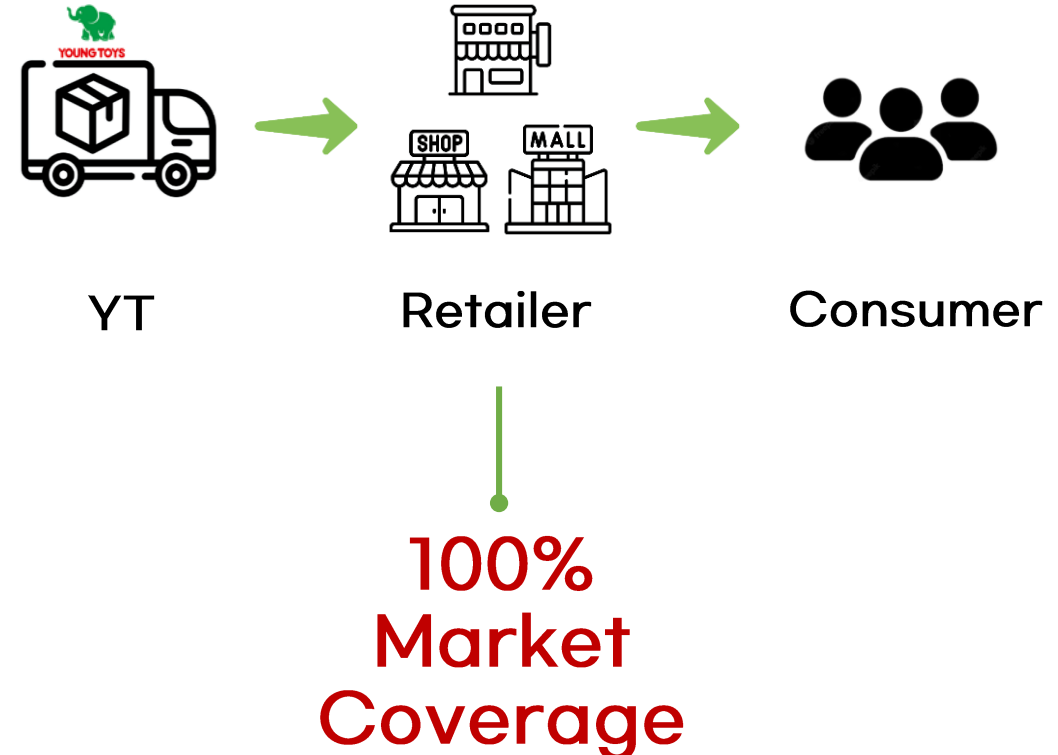 YOUNG TOYS
SHOP
MALL
YT
Retailer
Consumer
100%
Market
Coverage